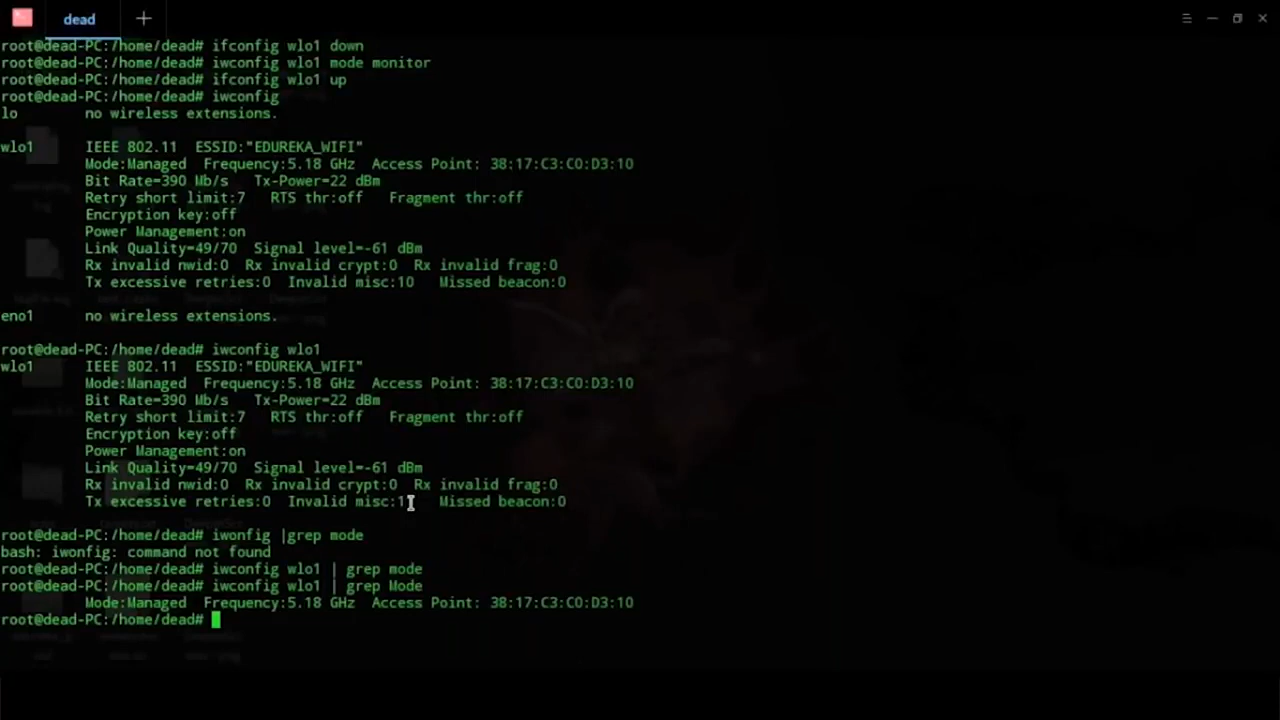 dead
root@dead-PC:/home/dead# ifconfig wlo1 down
root@dead-PC:/home/dead# iwconfig wlo1 mode monitor
root@dead-PC:/home/dead# ifconfig wlo1 up
root@dead-PC:/home/dead# iwconfig
lo        no wireless extensions.
wlo1      IEEE 802.11  ESSID:"EDUREKA_WIFI"
Mode:Managed  Frequency:5.18 GHz  Access Point: 38:17:C3:C0:D3:10
Bit Rate=390 Mb/s   Tx-Power=22 dBm
Retry short limit:7   RTS thr:off   Fragment thr:off
Encryption key:off
Power Management:on
Link Quality=49/70  Signal level=-61 dBm
Rx invalid nwid:0  Rx invalid crypt:0  Rx invalid frag:0
Tx excessive retries:0  Invalid misc:10   Missed beacon:0
eno1      no wireless extensions.
root@dead-PC:/home/dead# iwconfig wlo1
wlo1      IEEE 802.11  ESSID:"EDUREKA_WIFI"
Mode:Managed  Frequency:5.18 GHz  Access Point: 38:17:C3:C0:D3:10
Bit Rate=390 Mb/s   Tx-Power=22 dBm
Retry short limit:7   RTS thr:off   Fragment thr:off
Encryption key:off
Power Management:on
Link Quality=49/70  Signal level=-61 dBm
Rx invalid nwid:0  Rx invalid crypt:0  Rx invalid frag:0
Tx excessive retries:0  Invalid   Missed beacon:0
root@dead-PC:/home/dead# iwonfig |grep mode
bash: iwonfig: command not found
root@dead-PC:/home/dead# iwconfig wlo1 | grep mode
root@dead-PC:/home/dead# iwconfig wlo1 | grep Mode
Mode:Managed  Frequency:5.18 GHz  Access Point: 38:17:C3:C0:D3:10
root@dead-PC:/home/dead#